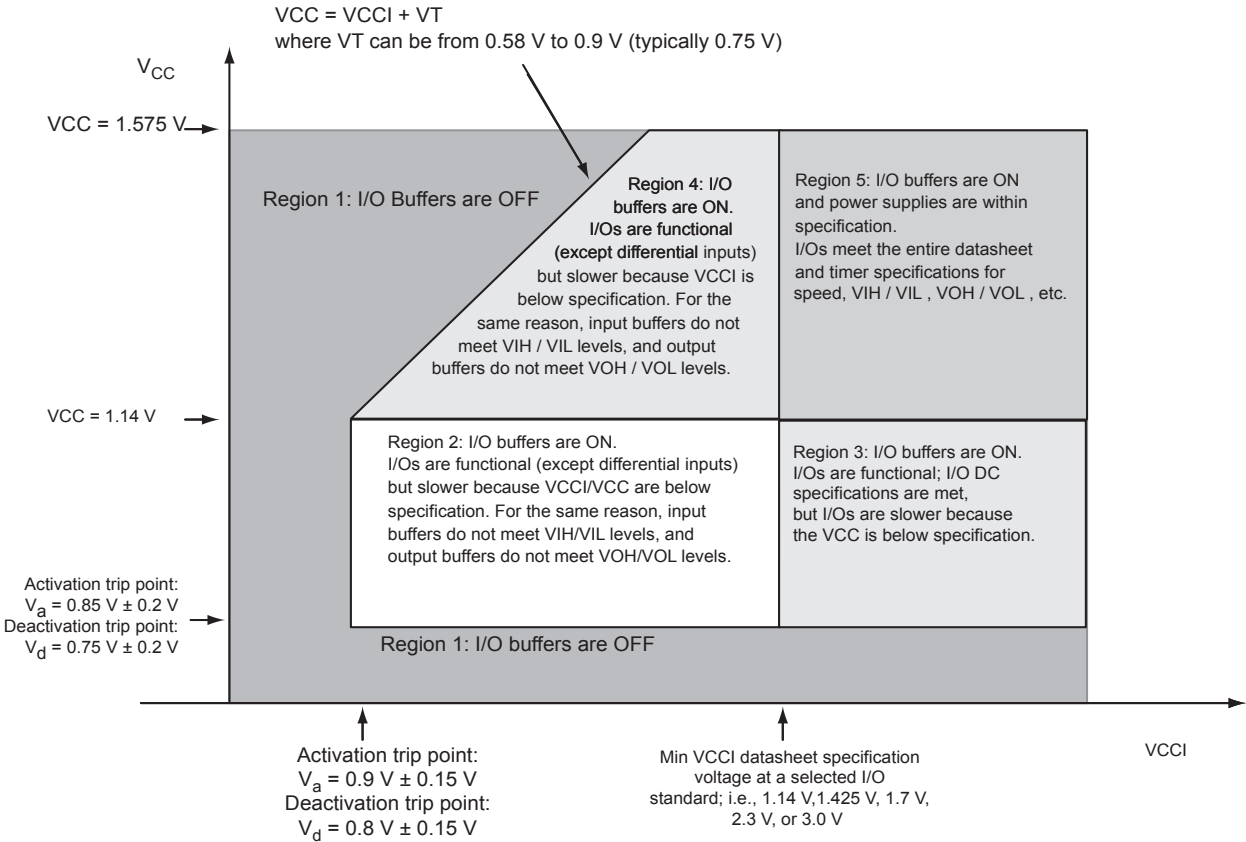 VCC = VCCI + VT
where VT can be from 0.58 V to 0.9 V (typically 0.75 V)
VCC
VCC = 1.575 V
Region 1: I/O Buffers are OFF
Region 4: I/O
buffers are ON.
I/Os are functional
(except differential inputs)
but slower because VCCI is
below specification. For the
same reason, input buffers do not
meet VIH / VIL levels, and output
buffers do not meet VOH / VOL levels.
Region 5: I/O buffers are ON
and power supplies are within
specification.
I/Os meet the entire datasheet
and timer specifications for
speed, VIH / VIL , VOH / VOL , etc.
VCC = 1.14 V
Region 2: I/O buffers are ON.
I/Os are functional (except differential inputs)
but slower because VCCI/VCC are below
specification. For the same reason, input
buffers do not meet VIH/VIL levels, and
output buffers do not meet VOH/VOL levels.
Region 3: I/O buffers are ON.
I/Os are functional; I/O DC
specifications are met,
but I/Os are slower because
the VCC is below specification.
Activation trip point:
Va = 0.85 V ± 0.2 V
Deactivation trip point:
Vd = 0.75 V ± 0.2 V
Region 1: I/O buffers are OFF
Activation trip point:
Va = 0.9 V ± 0.15 V
Deactivation trip point:
Vd = 0.8 V ± 0.15 V
Min VCCI datasheet specification
voltage at a selected I/O
standard; i.e., 1.14 V,1.425 V, 1.7 V,
2.3 V, or 3.0 V
VCCI